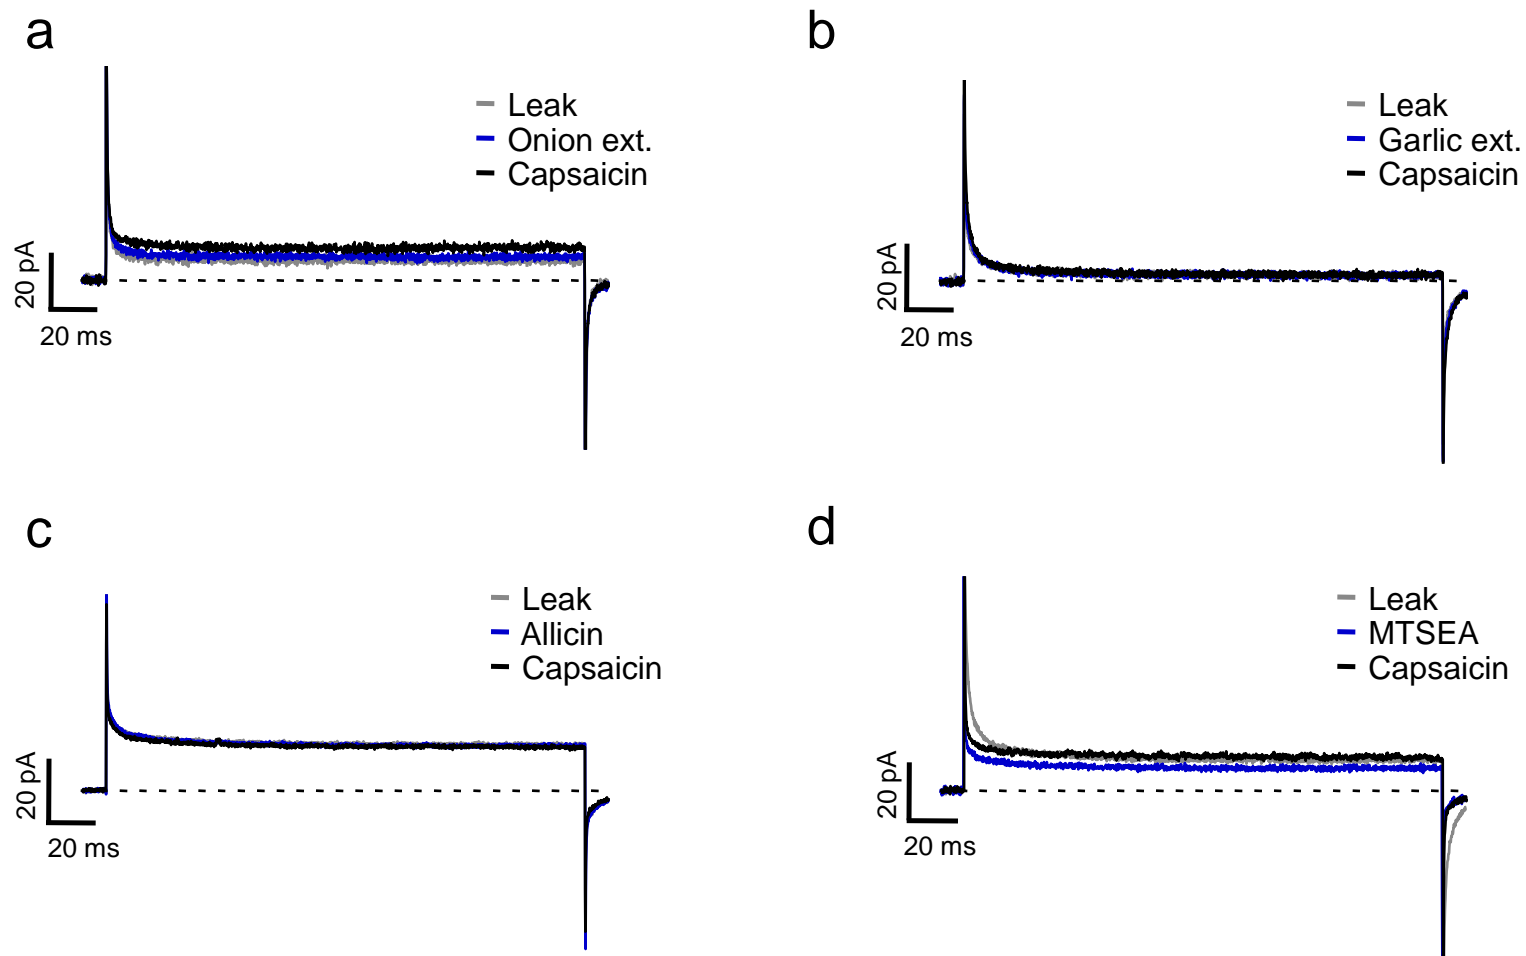 a
Leak
Onion ext.
Capsaicin
20 pA
20 ms
b
Leak
Garlic ext.
Capsaicin
20 pA
20 ms
c
Leak
Allicin
Capsaicin
20 pA
20 ms
d
Leak
MTSEA
Capsaicin
20 pA
20 ms